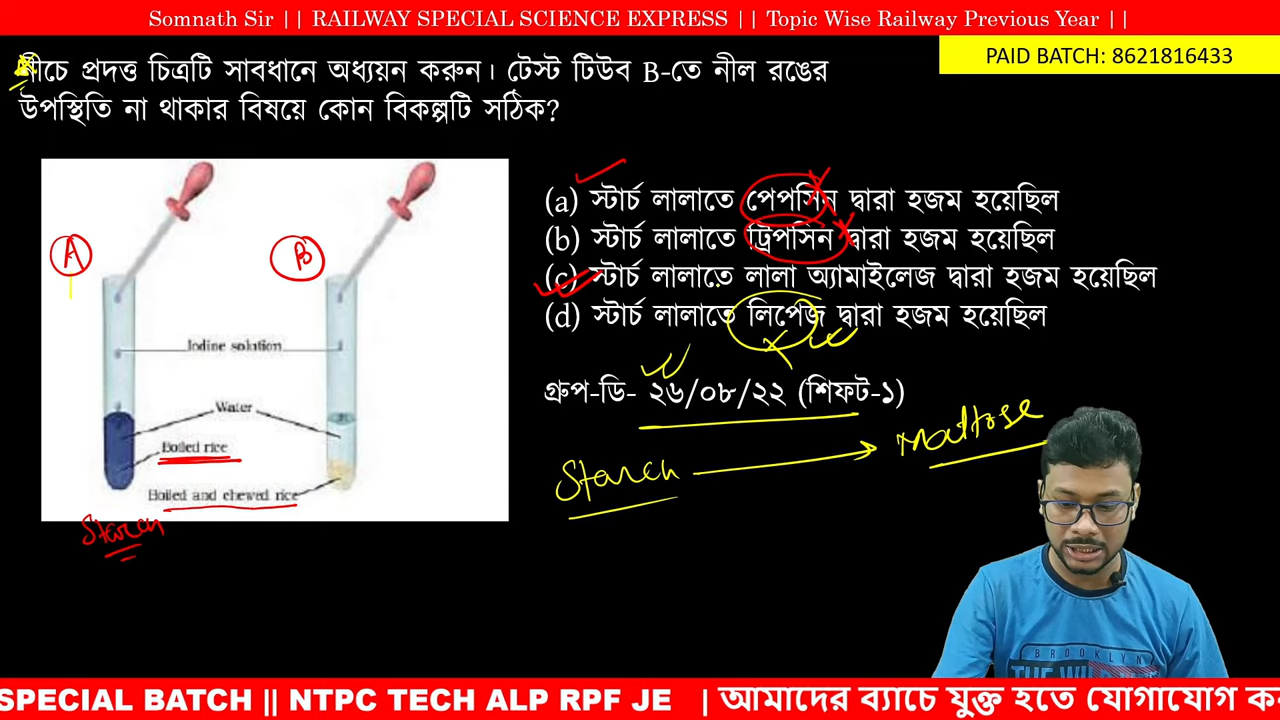 Somnath Sir || RAILWAY SPECIAL SCIENCE EXPRESS || Topic Wise Railway Previous Year ||
PAID BATCH: 8621816433
নীচে প্রদত্ত চিত্রটি সাবধানে অধ্যয়ন করুন। টেস্ট টিউব B-তে নীল রঙের
উপস্থিতি না থাকার বিষয়ে কোন বিকল্পটি সঠিক?
A
B
Iodine solution
Water
Boiled rice
Boiled and chewed rice
Starch
(a) স্টার্চ লালাতে পেপসিন দ্বারা হজম হয়েছিল
(b) স্টার্চ লালাতে ট্রিপসিন দ্বারা হজম হয়েছিল
(c) স্টার্চ লালাতে লালা অ্যামাইলেজ দ্বারা হজম হয়েছিল
(d) স্টার্চ লালাতে লিপেজ দ্বারা হজম হয়েছিল
গ্রুপ-ডি- ২৬/০৮/২২ (শিফট-১)
Starch → Maltose
BROOKLYN
SPECIAL BATCH || NTPC TECH ALP RPF JE | আমাদের ব্যাচে যুক্ত হতে যোগাযোগ ক